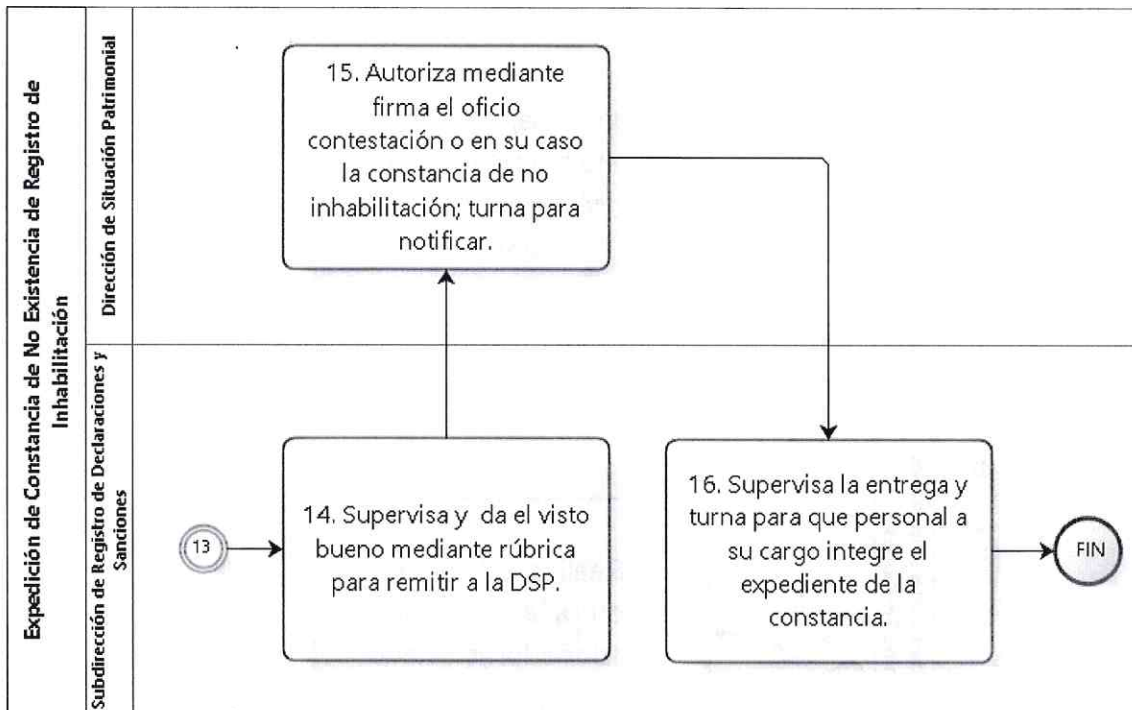 Expedición de Constancia de No Existencia de Registro de
Inhabilitación
Dirección de Situación Patrimonial
15. Autoriza mediante
firma el oficio
contestación o en su caso
la constancia de no
inhabilitación; turna para
notificar.
Subdirección de Registro de Declaraciones y
Sanciones
13
14. Supervisa y da el visto
bueno mediante rúbrica
para remitir a la DSP.
16. Supervisa la entrega y
turna para que personal a
su cargo integre el
expediente de la
constancia.
FIN